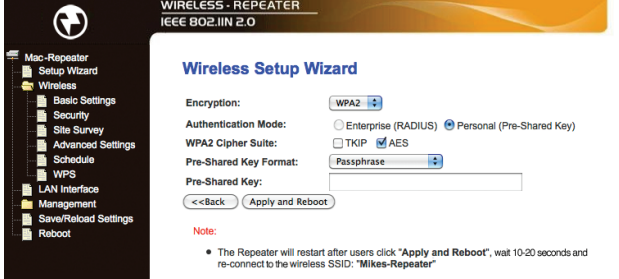 WIRELESS - REPEATER
IEEE 802.11N 2.0
Mac-Repeater
Setup Wizard
Wireless
Basic Settings
Security
Site Survey
Advanced Settings
Schedule
WPS
LAN Interface
Management
Save/Reload Settings
Reboot
Wireless Setup Wizard
Encryption: WPA2
Authentication Mode: Enterprise (RADIUS) Personal (Pre-Shared Key)
WPA2 Cipher Suite: TKIP AES
Pre-Shared Key Format: Passphrase
Pre-Shared Key:
<<Back Apply and Reboot
Note:
• The Repeater will restart after users click "Apply and Reboot", wait 10-20 seconds and
re-connect to the wireless SSID: "Mikes-Repeater"